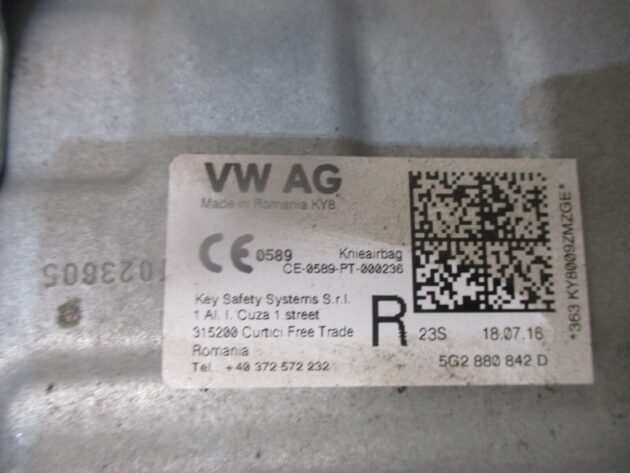 VW AG
Made in Romania KY8
CE 0589 Knieairbag
CE-0589-PT-000236
Key Safety Systems S.r.l.
1 Al. I. Cuza 1 street
315200 Curtici Free Trade
Romania
Tel.: +40 372 572 232
R
23S 18.07.16
5G2 880 842 D
*363 KY8009ZMZGE*
1023605